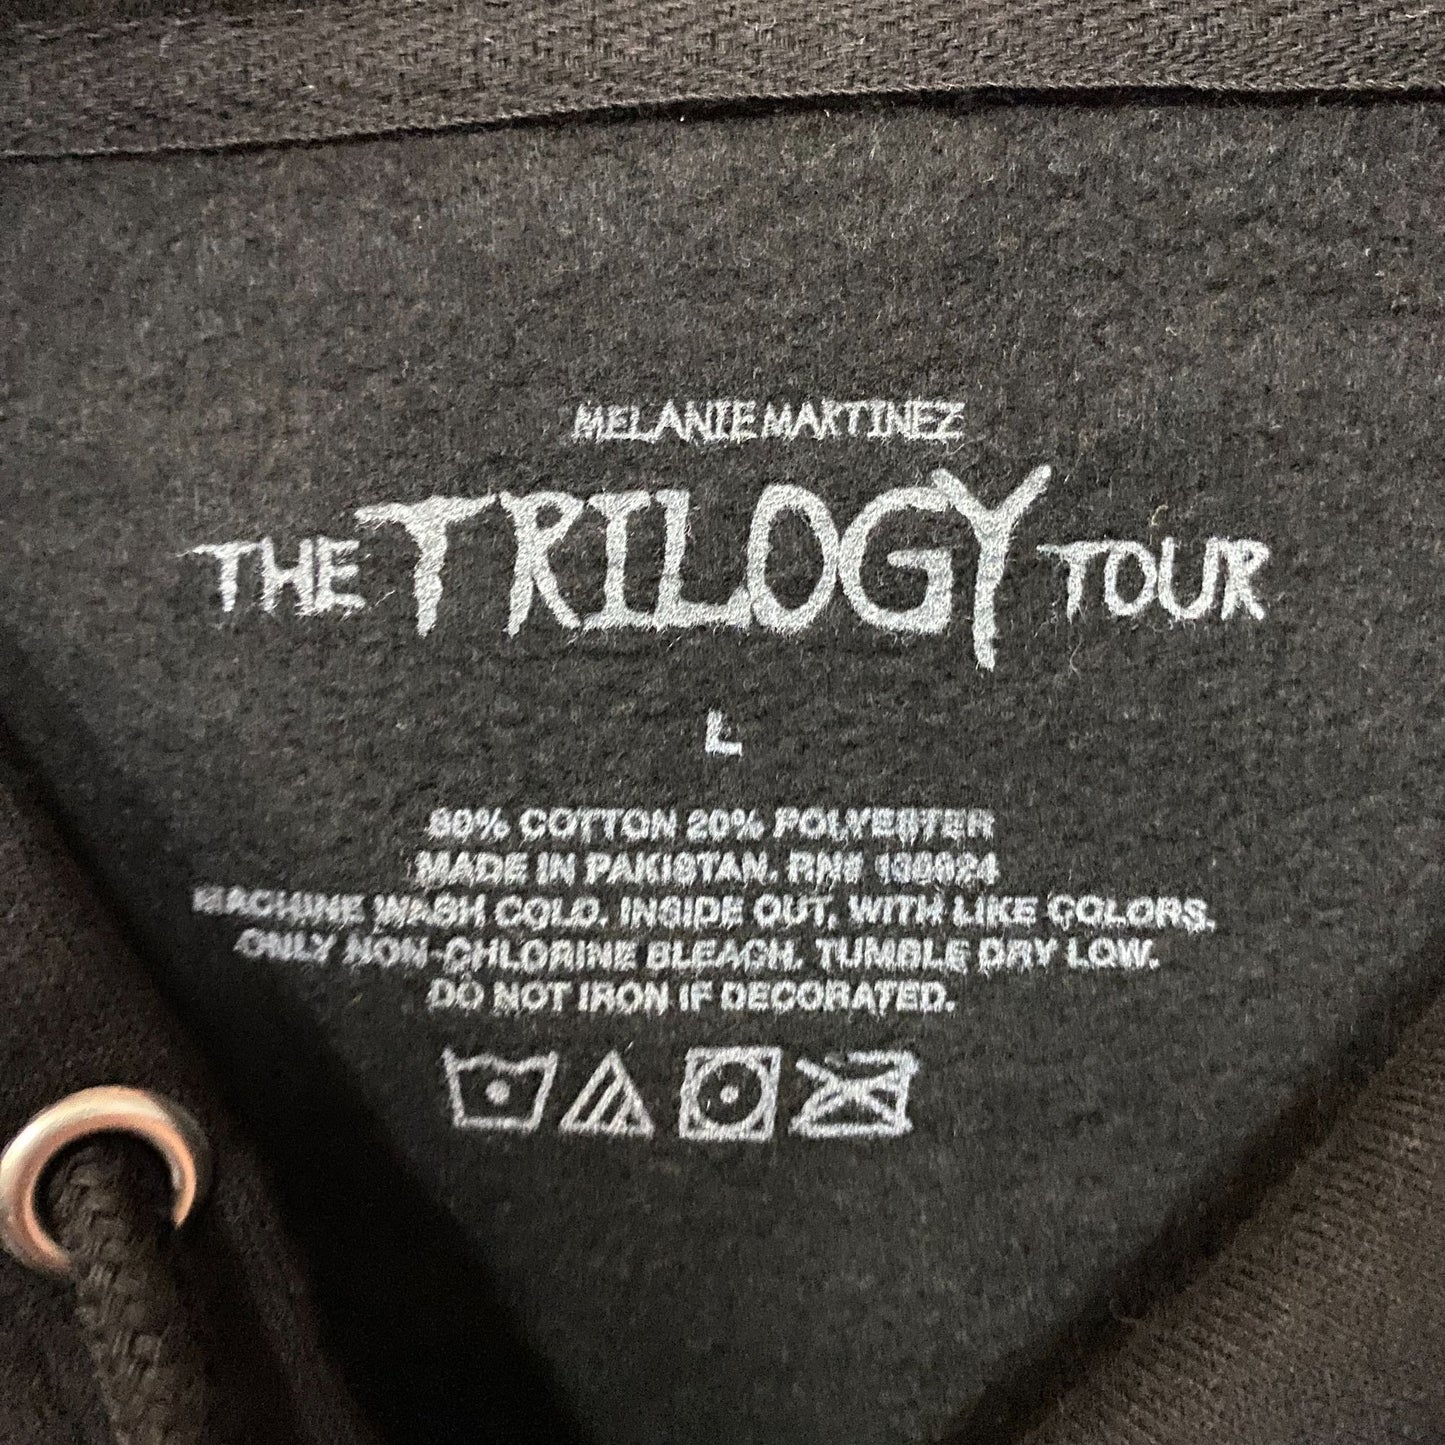 MELANIE MARTINEZ
THE TRILOGY TOUR
L
80% COTTON 20% POLYESTER
MADE IN PAKISTAN. RN#
MACHINE WASH COLD, INSIDE OUT, WITH LIKE COLORS.
ONLY NON-CHLORINE BLEACH. TUMBLE DRY LOW.
DO NOT IRON IF DECORATED.